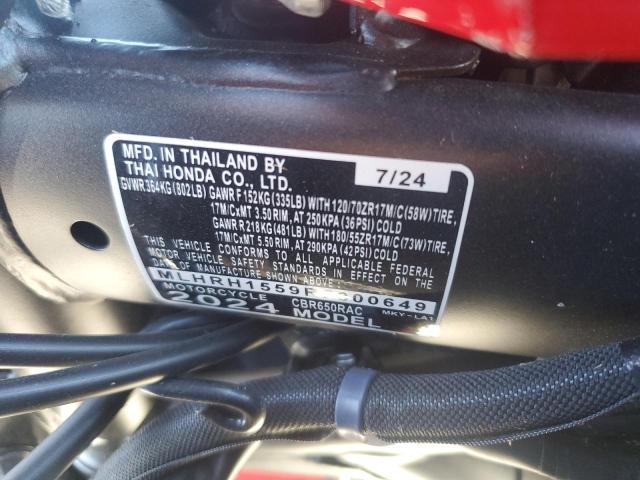 MFD. IN THAILAND BY
THAI HONDA CO., LTD.
7/24
GVWR 364KG (802LB) GAWR F 152KG (335LB) WITH 120/70ZR17M/C (58W) TIRE,
17M/CxMT 3.50 RIM, AT 250KPA (36PSI) COLD
GAWR R 218KG (481LB) WITH 180/55ZR17M/C (73W) TIRE,
17M/CxMT 5.50 RIM, AT 290KPA (42PSI) COLD
THIS VEHICLE CONFORMS TO ALL APPLICABLE FEDERAL
MOTOR VEHICLE SAFETY STANDARDS IN EFFECT ON THE DATE OF
MANUFACTURE SHOWN ABOVE.
MOTORCYCLE CBR650RAC MKY-LA1
2024 MODEL